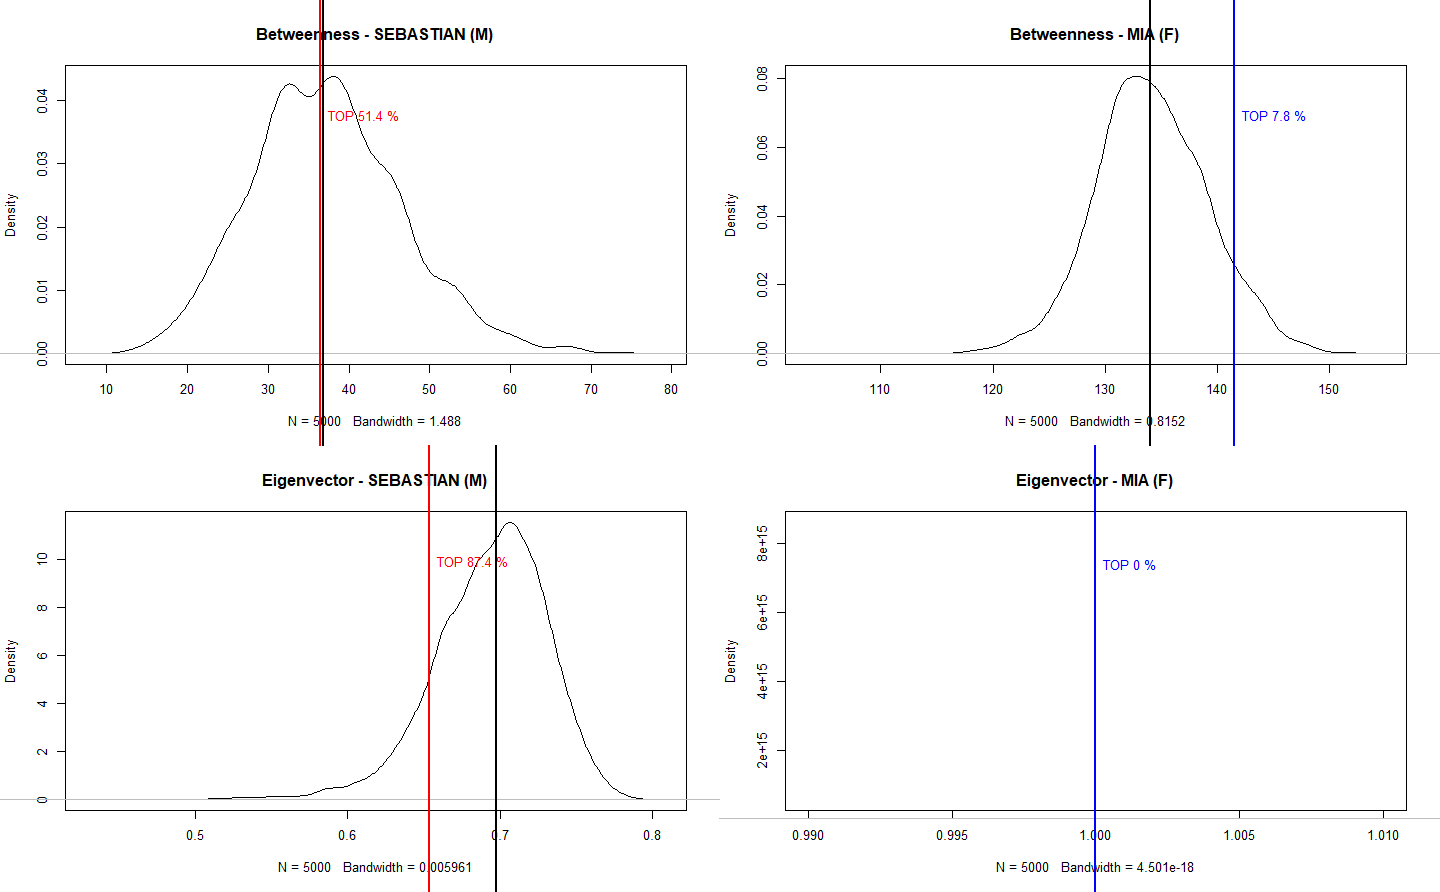 Betweenness - SEBASTIAN (M)
Density
0.00 0.01 0.02 0.03 0.04
TOP 51.4 %
10 20 30 40 50 60 70 80
N = 5000 Bandwidth = 1.488
Betweenness - MIA (F)
Density
0.00 0.02 0.04 0.06 0.08
TOP 7.8 %
110 120 130 140 150
N = 5000 Bandwidth = 0.8152
Eigenvector - SEBASTIAN (M)
Density
0 2 4 6 8 10
TOP 87.4 %
0.5 0.6 0.7 0.8
N = 5000 Bandwidth = 0.005961
Eigenvector - MIA (F)
Density
2e+15 4e+15 6e+15 8e+15
TOP 0 %
0.990 0.995 1.000 1.005 1.010
N = 5000 Bandwidth = 4.501e-18